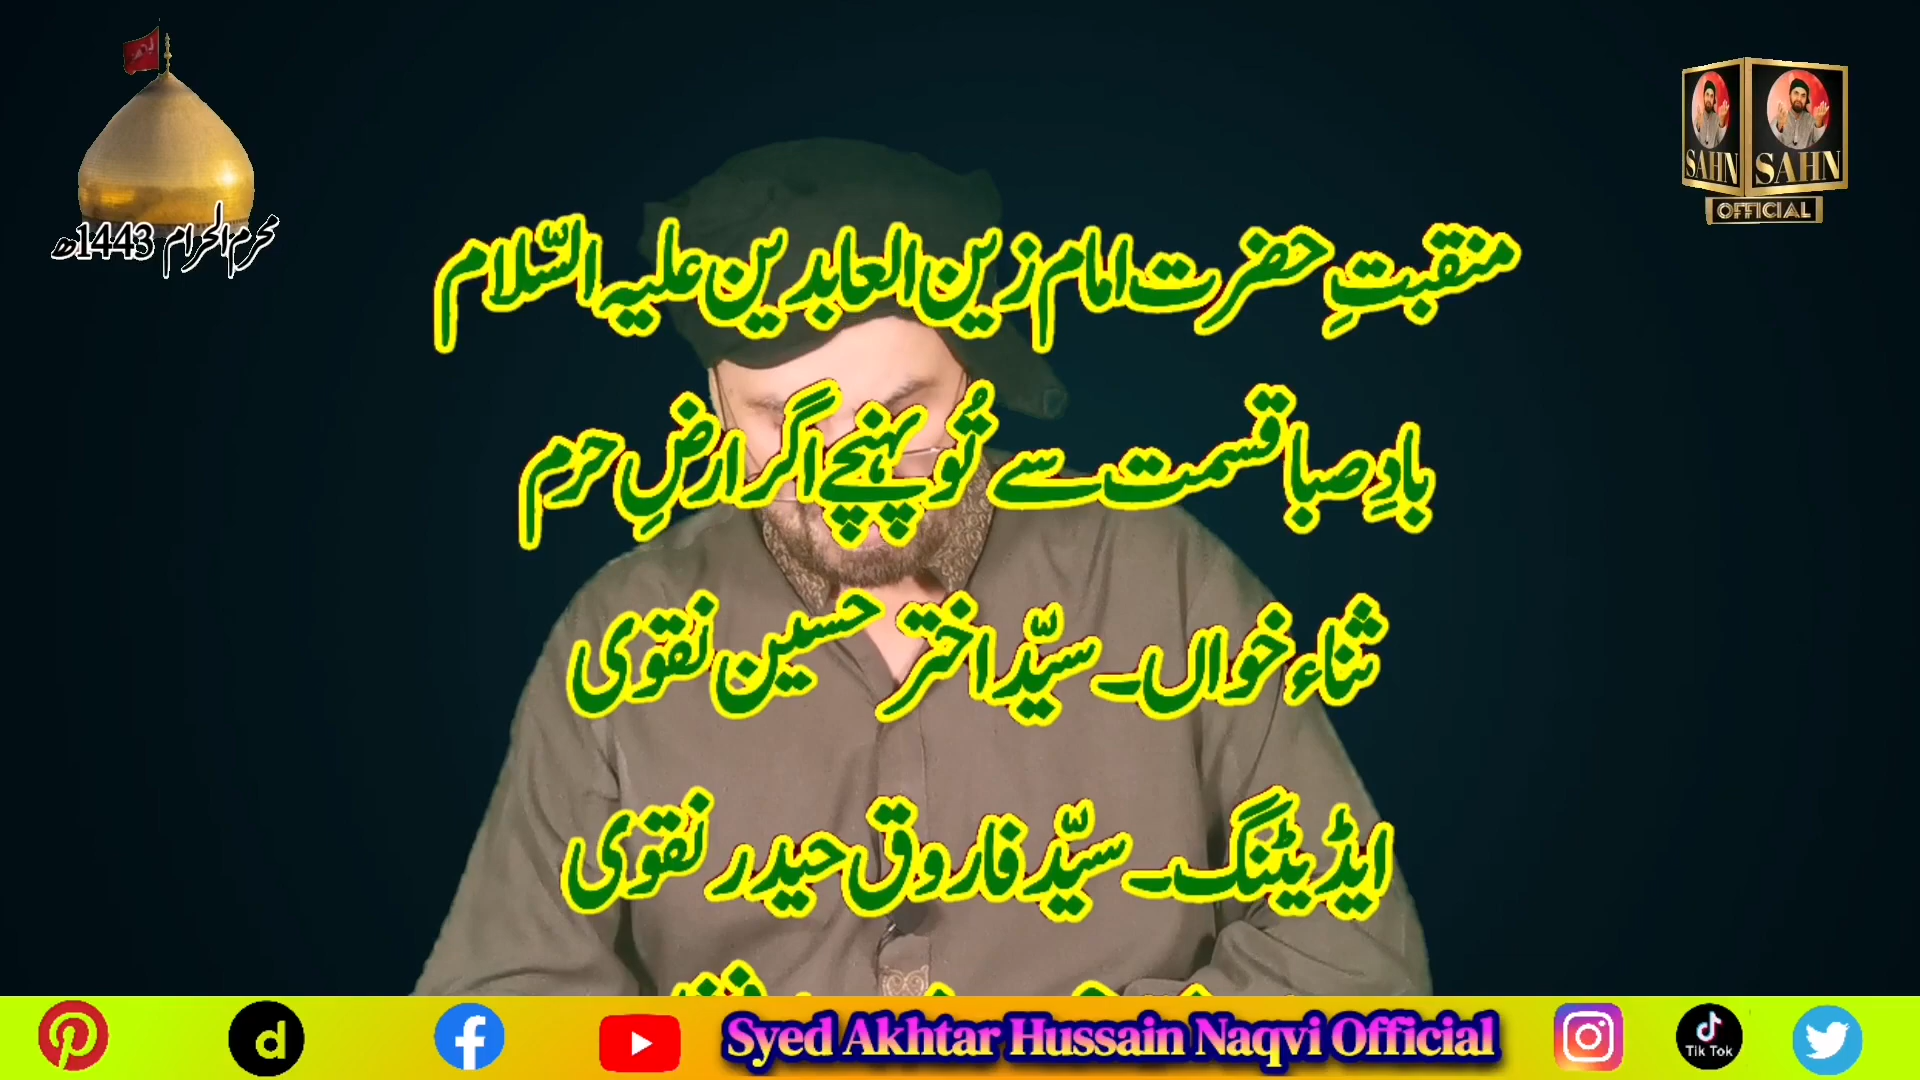 محرم الحرام 1443ھ
SAHN SAHN
OFFICIAL
منقبتِ حضرت امام زین العابدین علیہ السّلام
بادِ صبا قسمت سے تُو پہنچے اگر ارضِ حرم
ثناء خواں۔ سیّد اختر حسین نقوی
ایڈیٹنگ۔ سیّد فاروق حیدر نقوی
Syed Akhtar Hussain Naqvi Official
Tik Tok